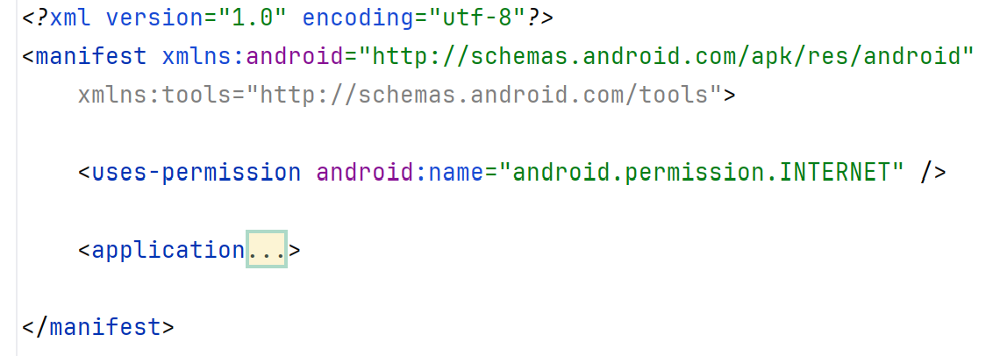 <?xml version="1.0" encoding="utf-8"?>
<manifest xmlns:android="http://schemas.android.com/apk/res/android"
    xmlns:tools="http://schemas.android.com/tools">

    <uses-permission android:name="android.permission.INTERNET" />

    <application...>

</manifest>